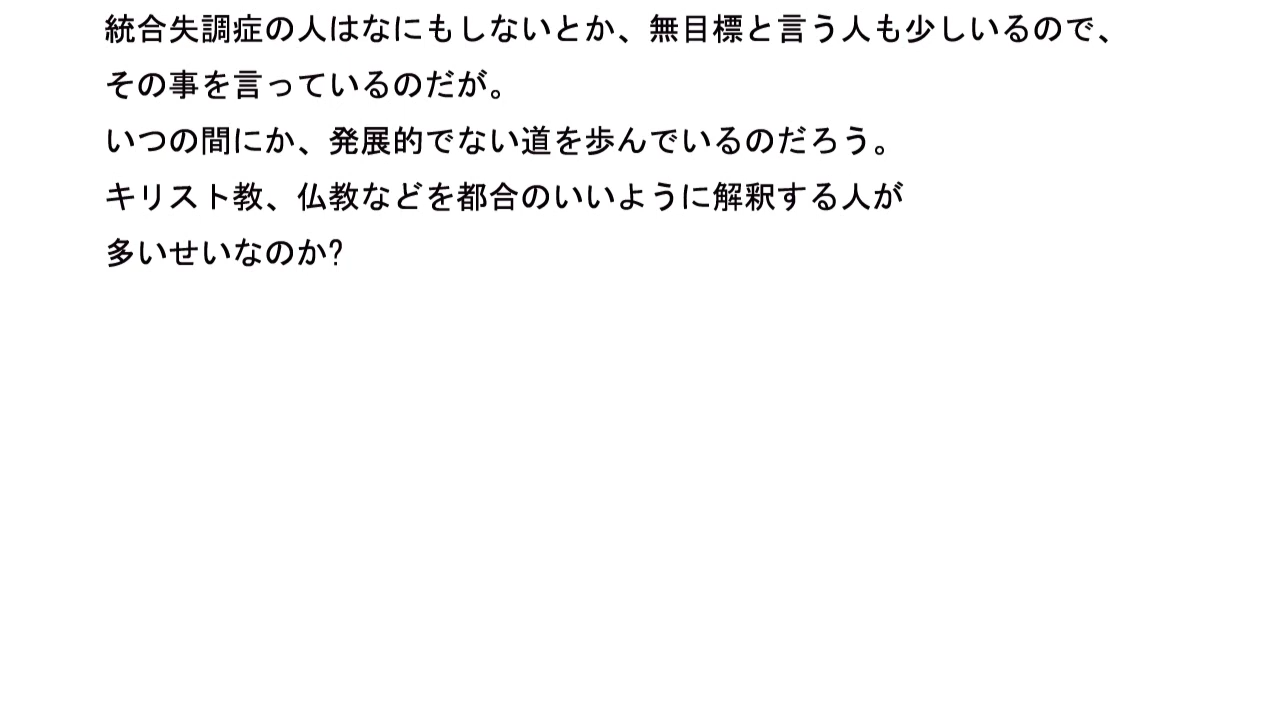 統合失調症の人はなにもしないとか、無目標と言う人も少しいるので、
その事を言っているのだが。
いつの間にか、発展的でない道を歩んでいるのだろう。
キリスト教、仏教などを都合のいいように解釈する人が
多いせいなのか?